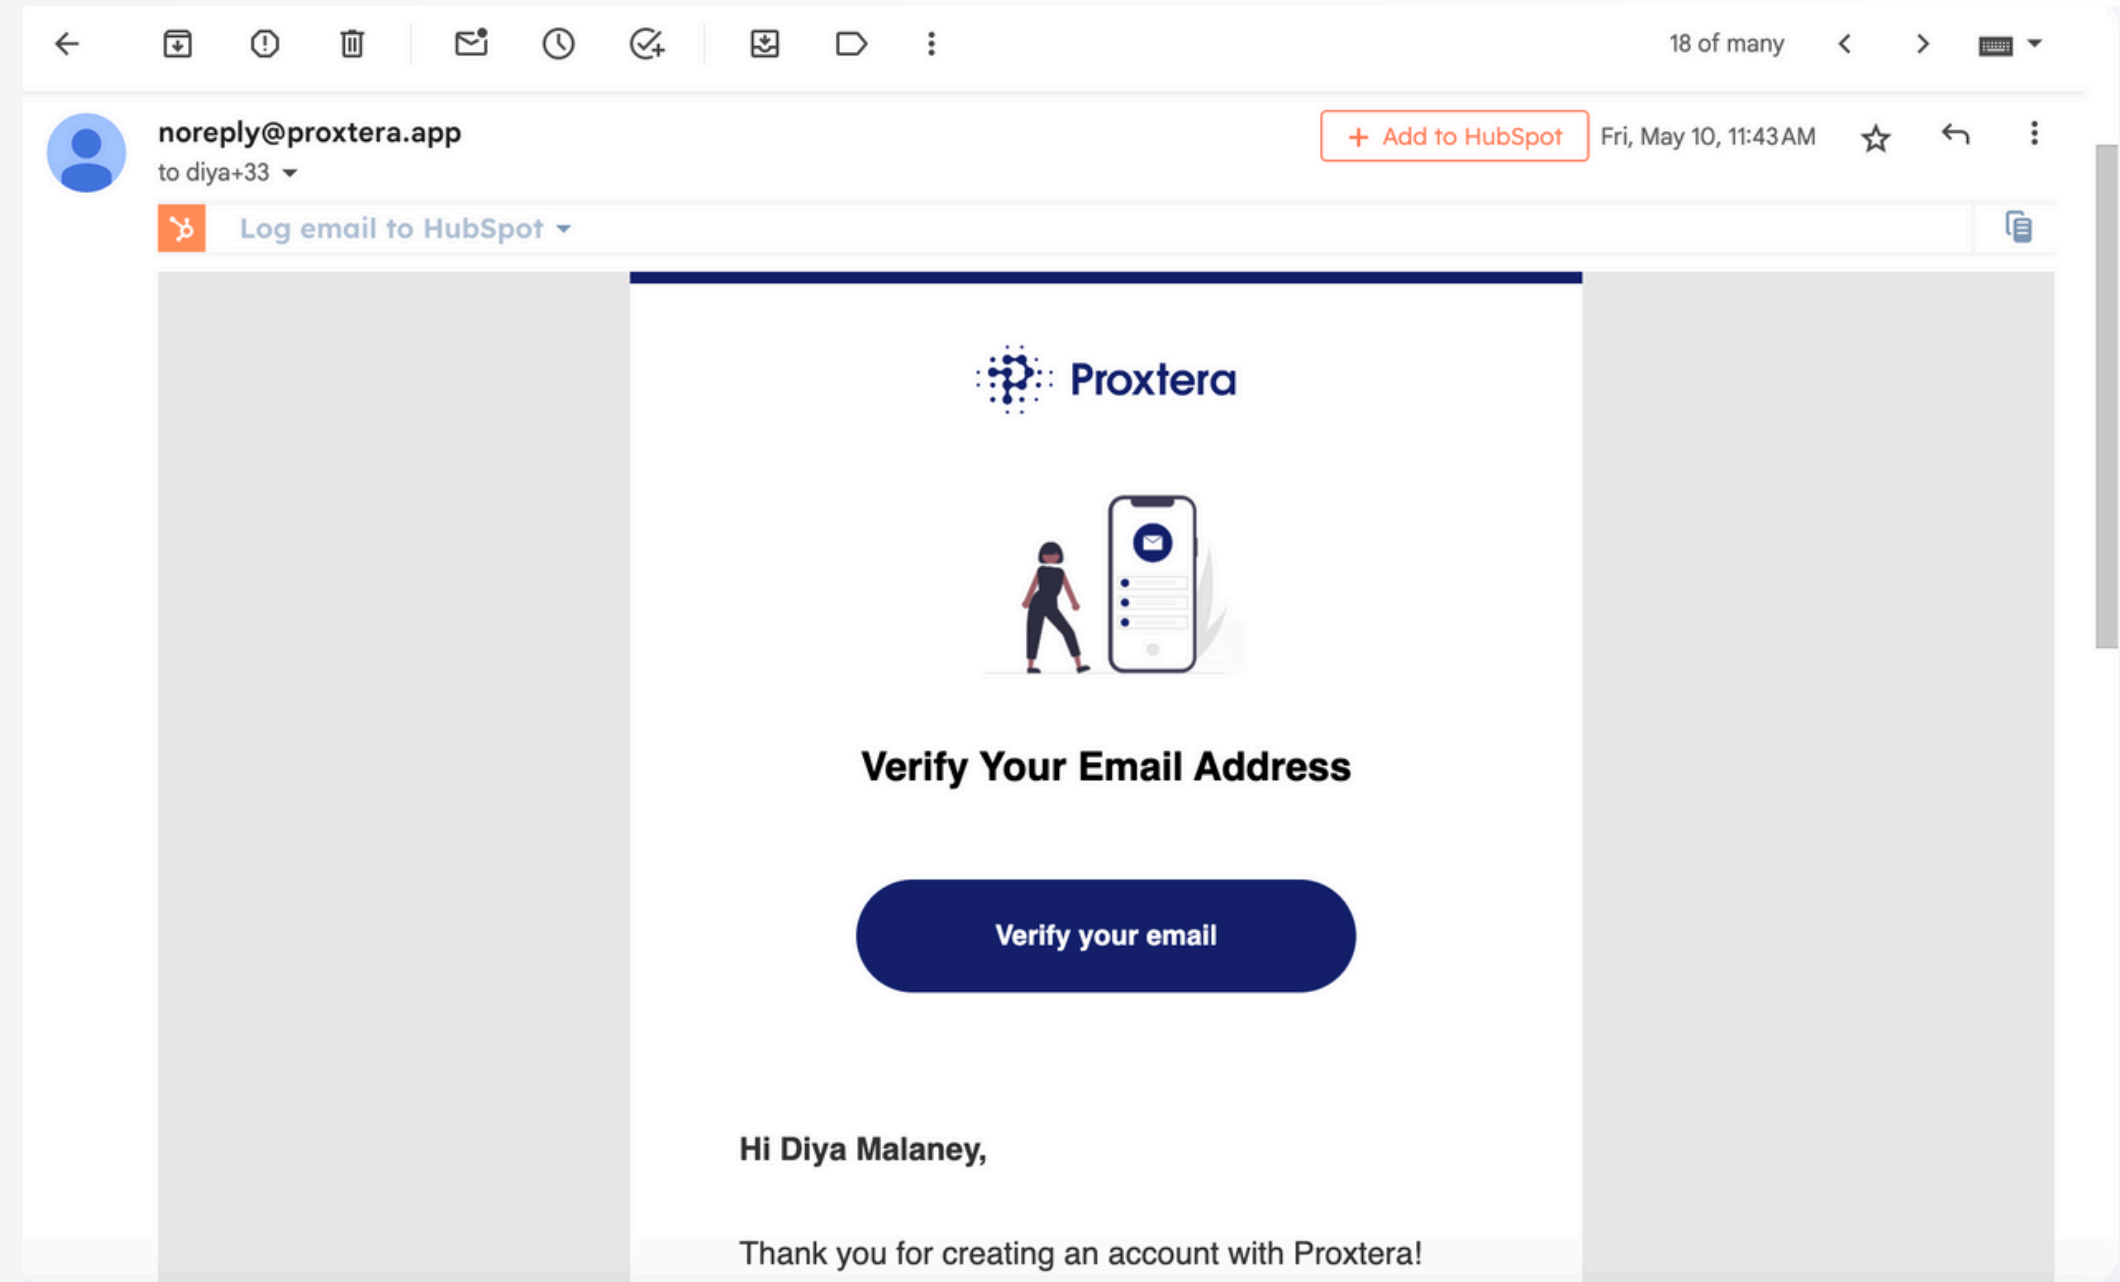 18 of many
noreply@proxtera.app
+ Add to HubSpot
Fri, May 10, 11:43 AM
to diya+33
Log email to HubSpot
Proxtera
Verify Your Email Address
Verify your email
Hi Diya Malaney,
Thank you for creating an account with Proxtera!